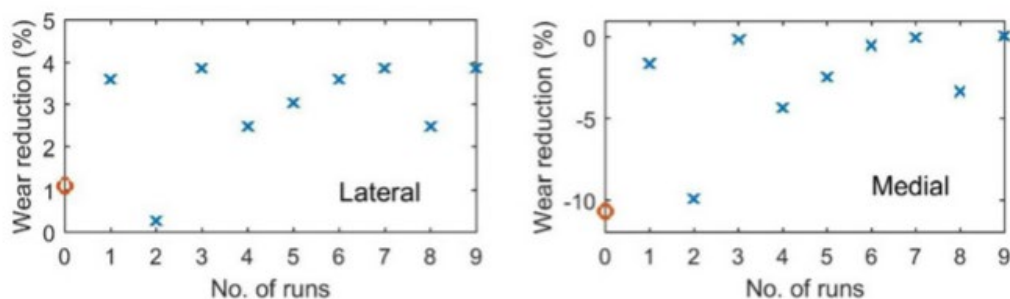 5
4
3
2
1
0
Wear reduction (%)
Lateral
0 1 2 3 4 5 6 7 8 9
No. of runs
0
-5
-10
Wear reduction (%)
Medial
0 1 2 3 4 5 6 7 8 9
No. of runs